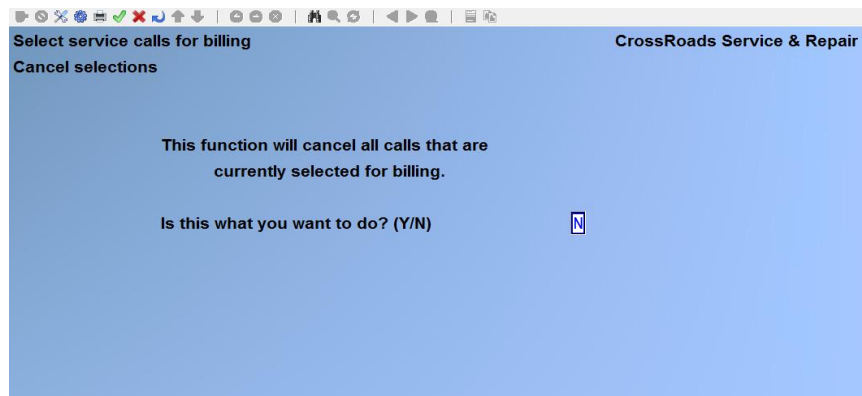 Select service calls for billing
CrossRoads Service & Repair
Cancel selections
This function will cancel all calls that are
currently selected for billing.
Is this what you want to do? (Y/N) N